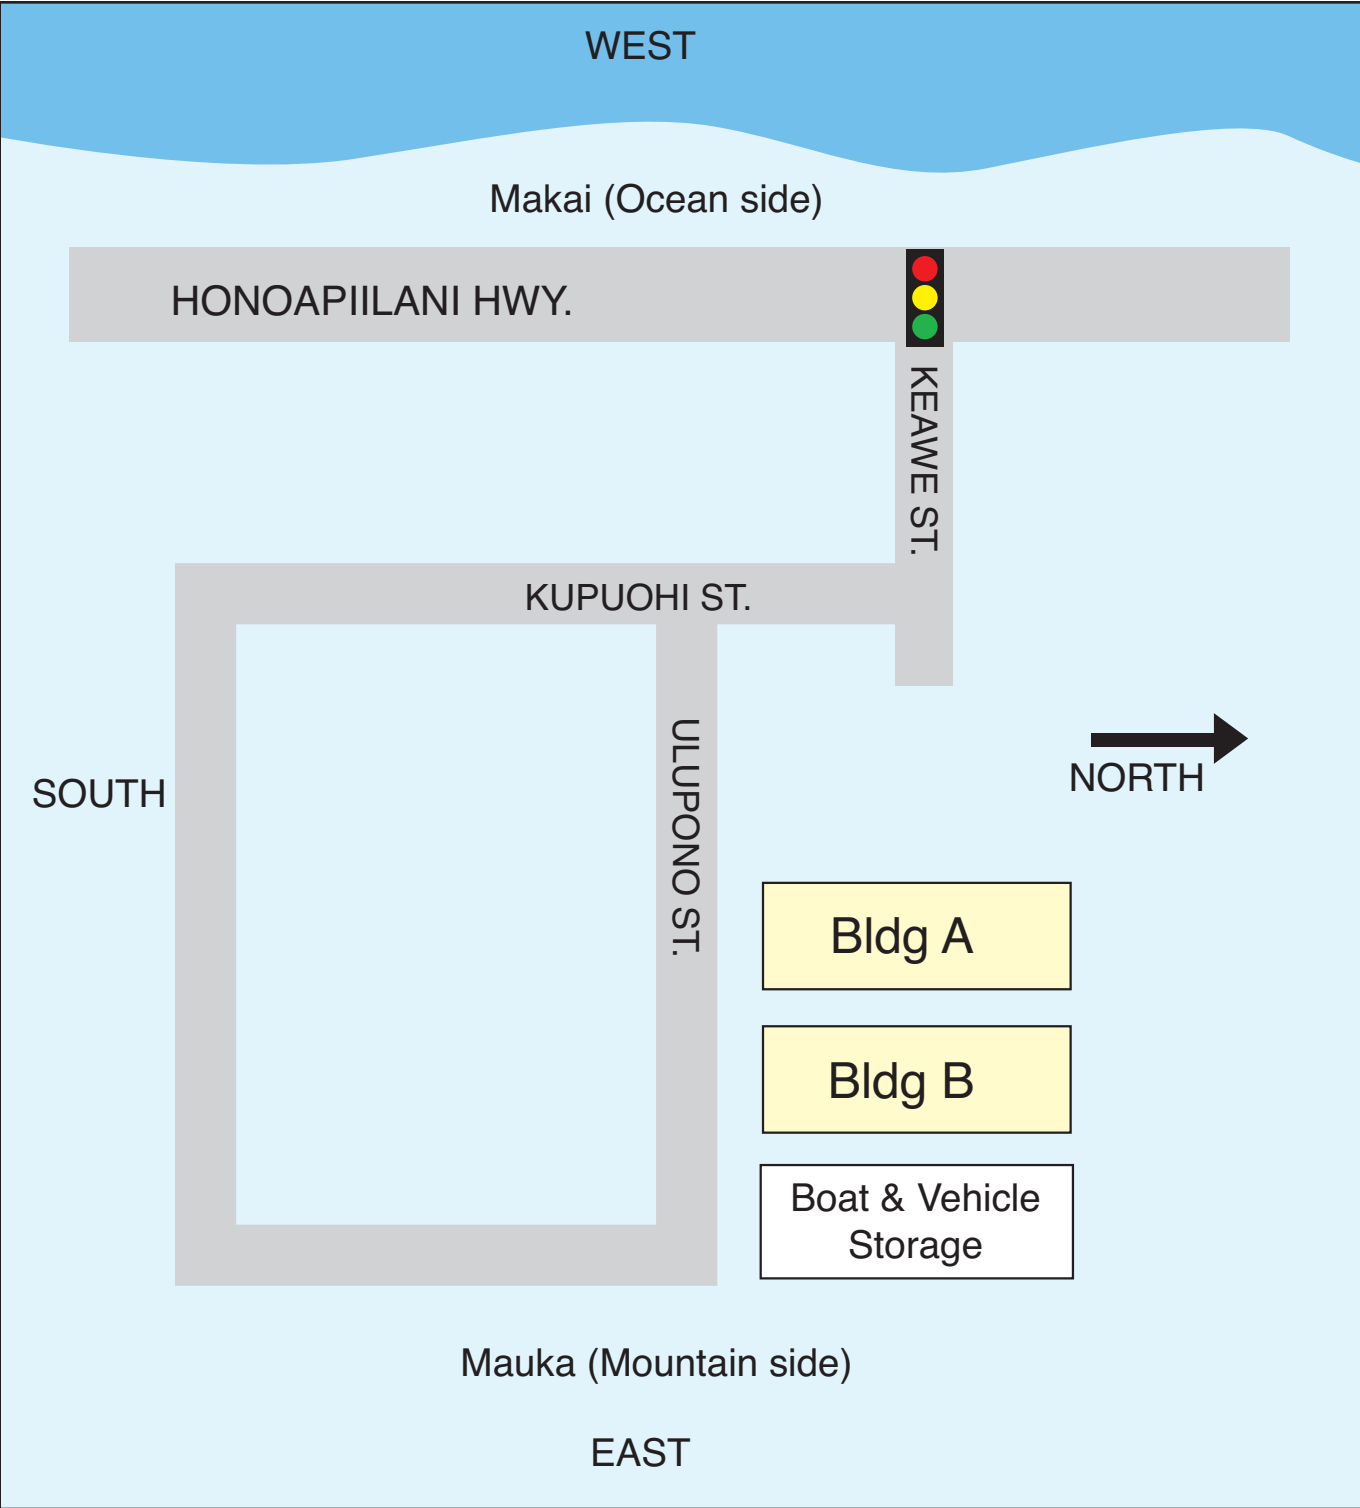 WEST
Makai (Ocean side)
HONOAPIILANI HWY.
KEAWE ST.
KUPUOHI ST.
ULUPONO ST.
SOUTH
NORTH
Bldg A
Bldg B
Boat & Vehicle
Storage
Mauka (Mountain side)
EAST